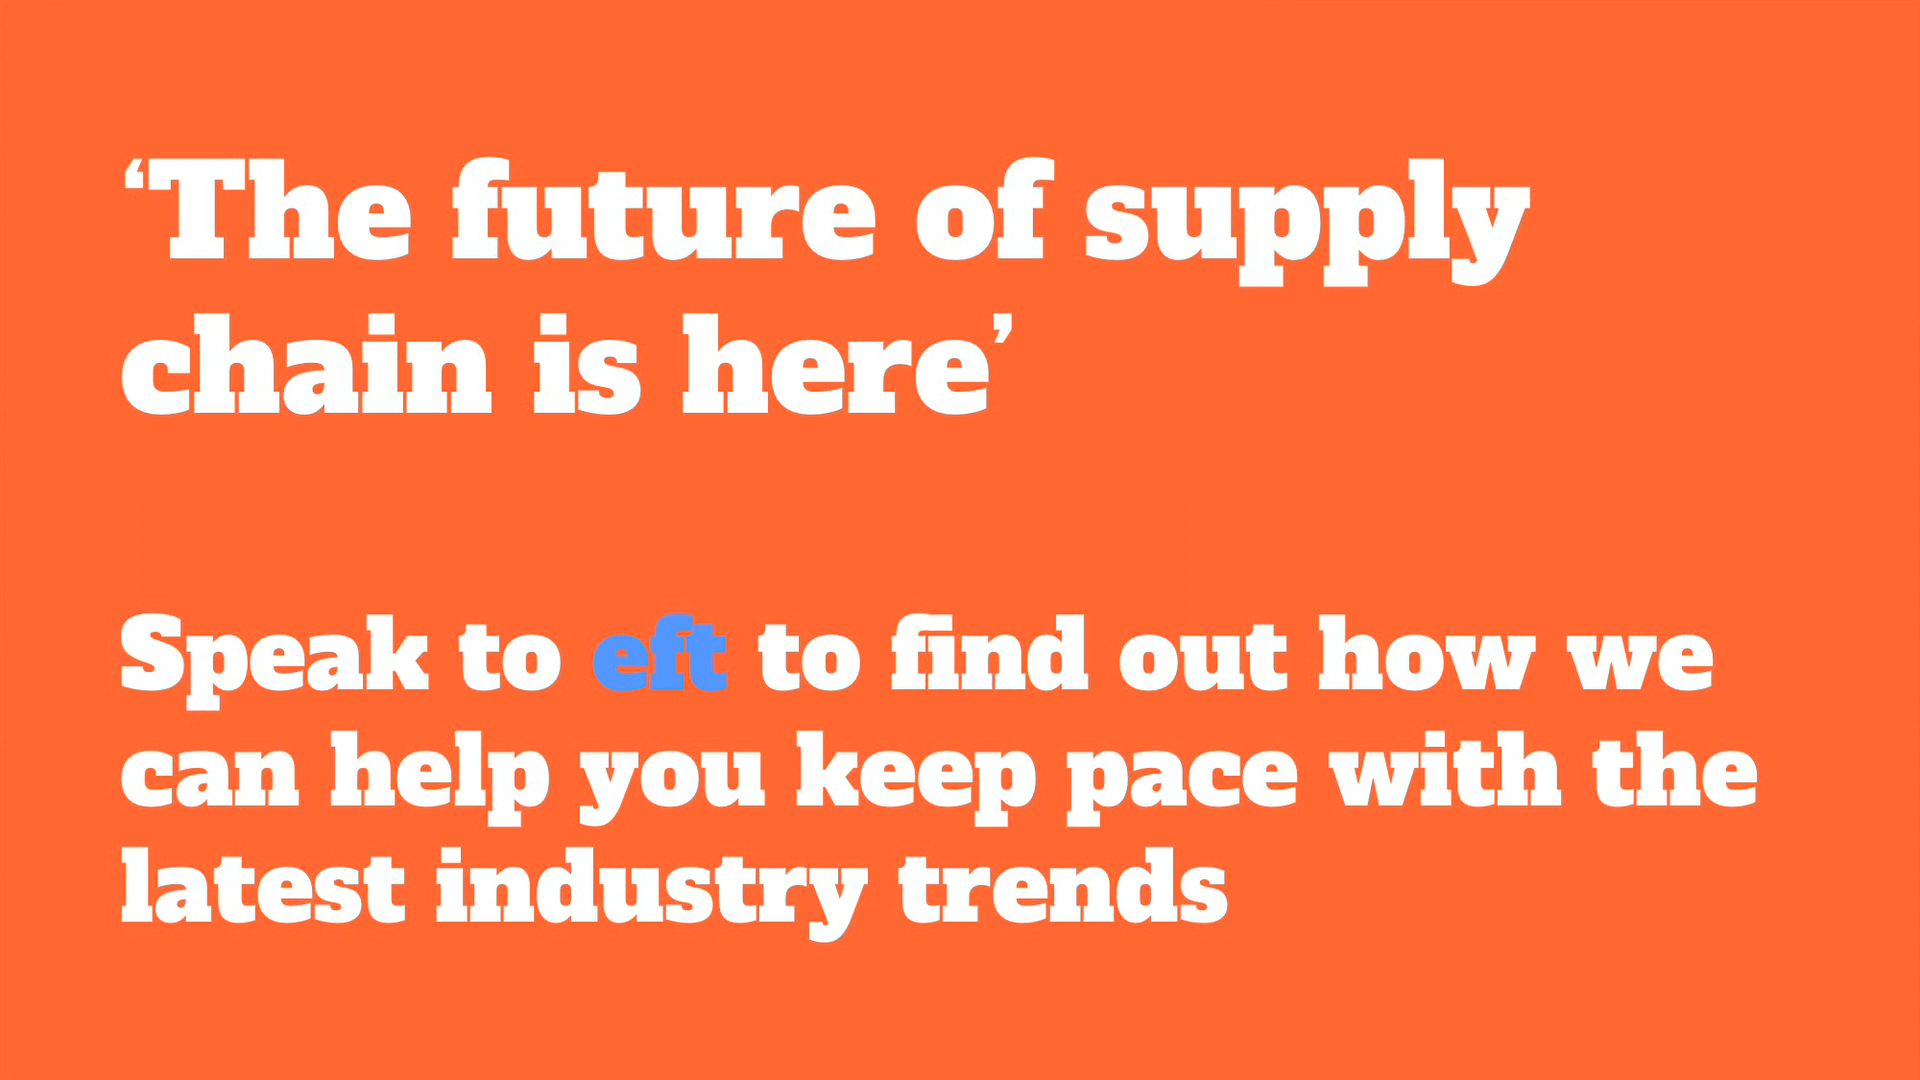 ‘The future of supply
chain is here’
Speak to eft to find out how we
can help you keep pace with the
latest industry trends